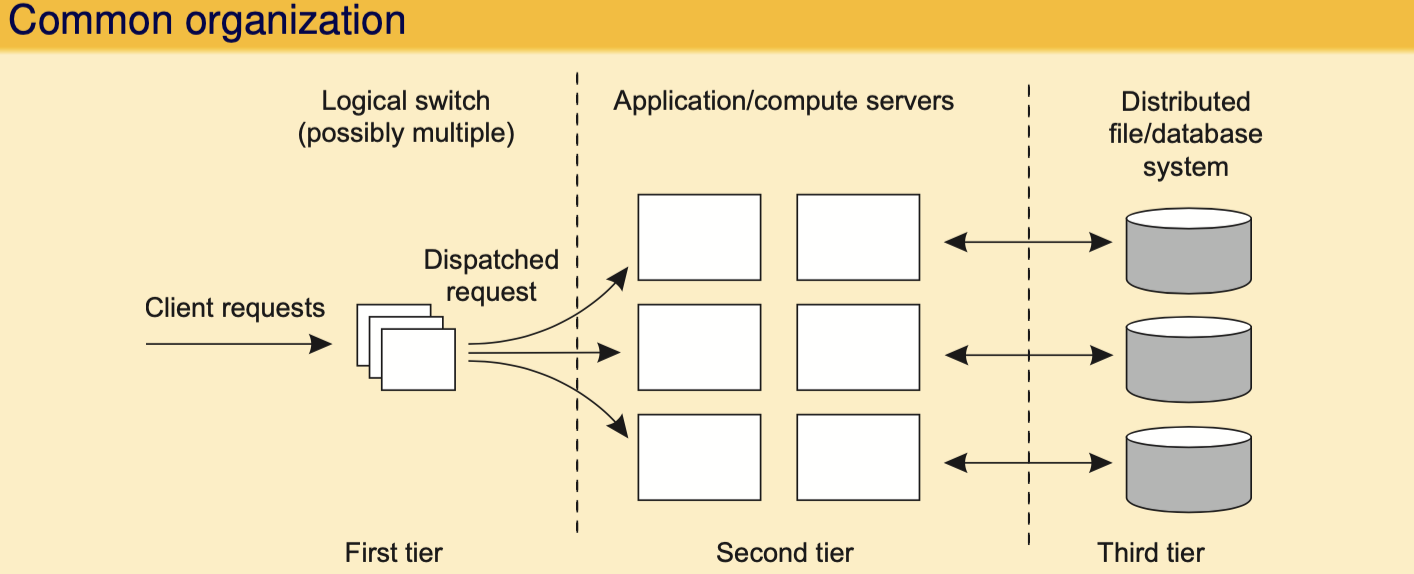 Common organization
Logical switch
(possibly multiple)
Application/compute servers
Distributed
file/database
system
Dispatched
request
Client requests
First tier
Second tier
Third tier